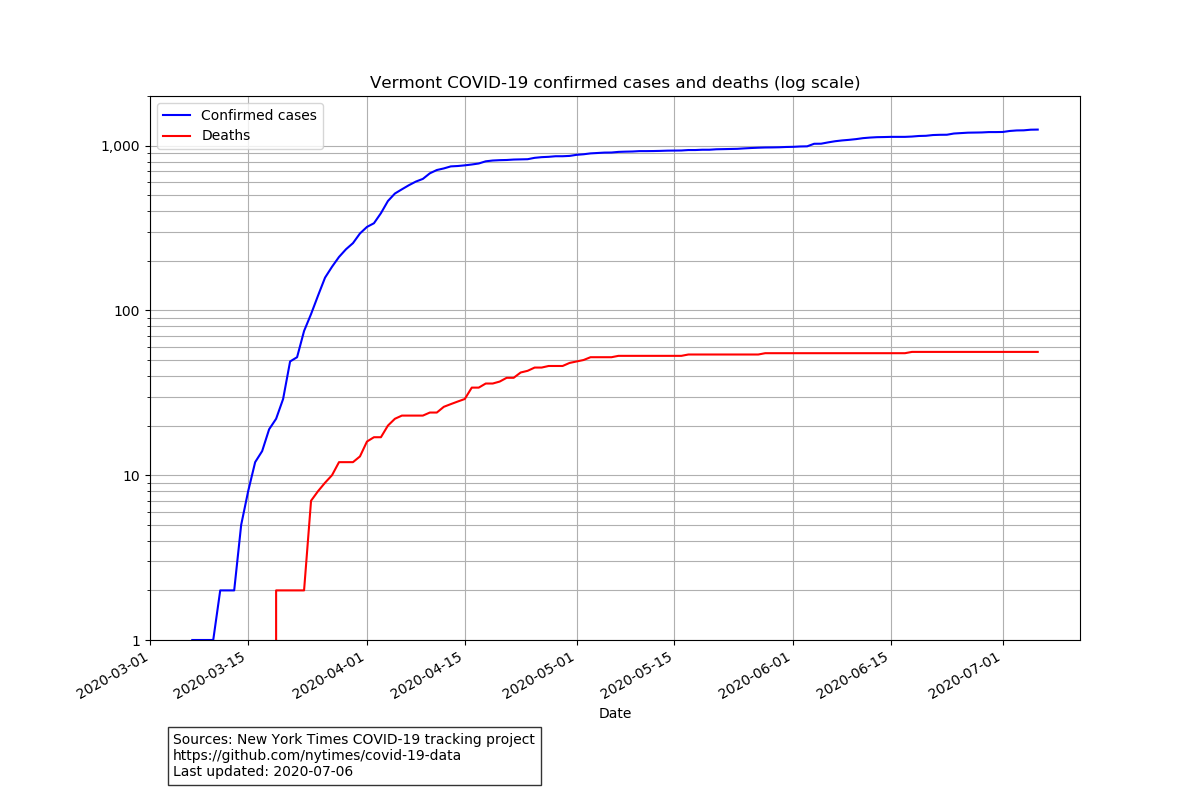 Vermont COVID-19 confirmed cases and deaths (log scale)
Confirmed cases
Deaths
1,000
100
10
1
2020-03-01
2020-03-15
2020-04-01
2020-04-15
2020-05-01
2020-05-15
2020-06-01
2020-06-15
2020-07-01
Date
Sources: New York Times COVID-19 tracking project
https://github.com/nytimes/covid-19-data
Last updated: 2020-07-06